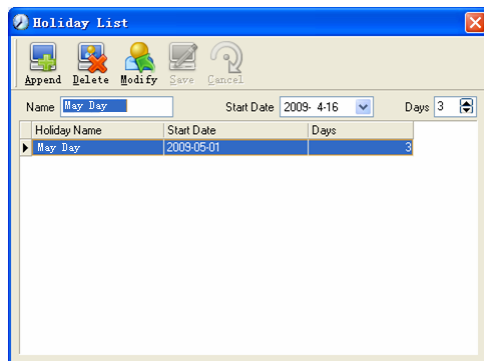 Holiday List
Append Delete Modify Save Cancel
Name May Day Start Date 2009- 4-16 Days 3
Holiday Name Start Date Days
May Day 2009-05-01 3